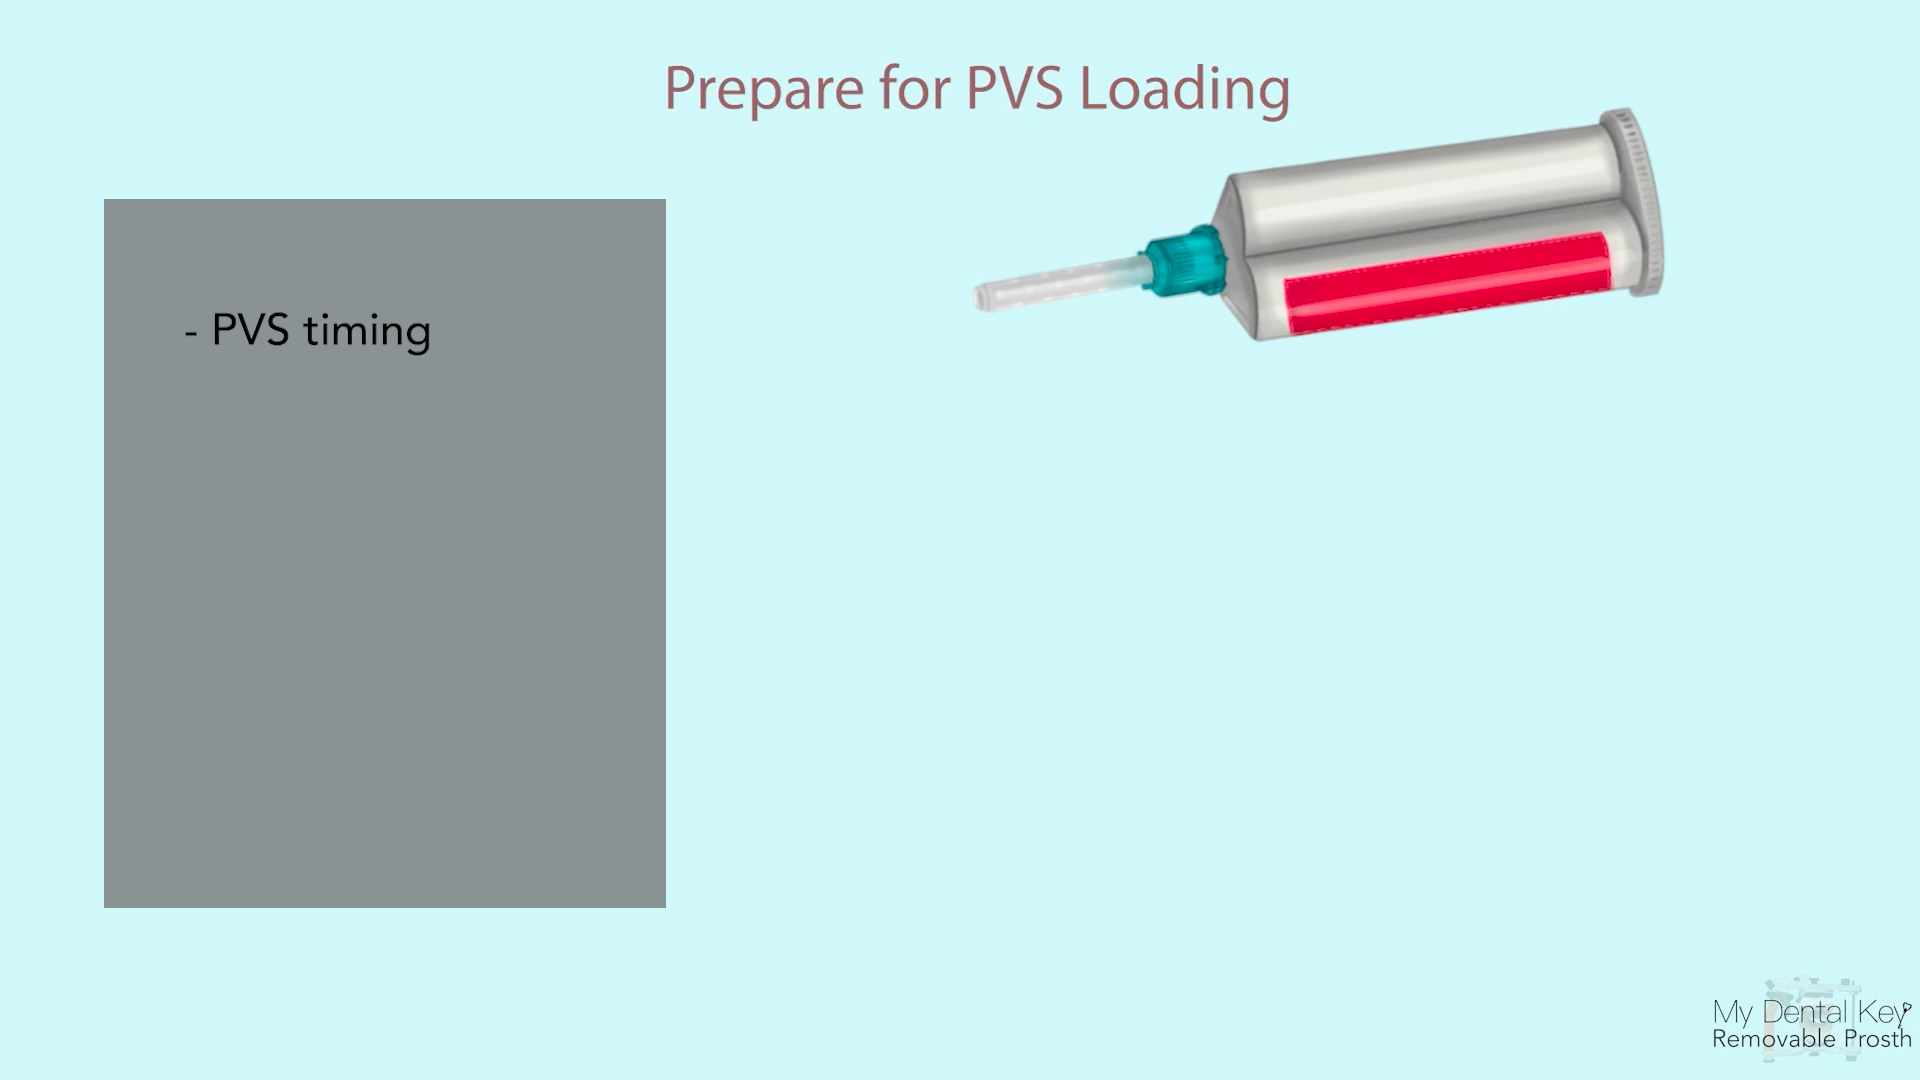 Prepare for PVS Loading
- PVS timing
My Dental Key
Removable Prosth